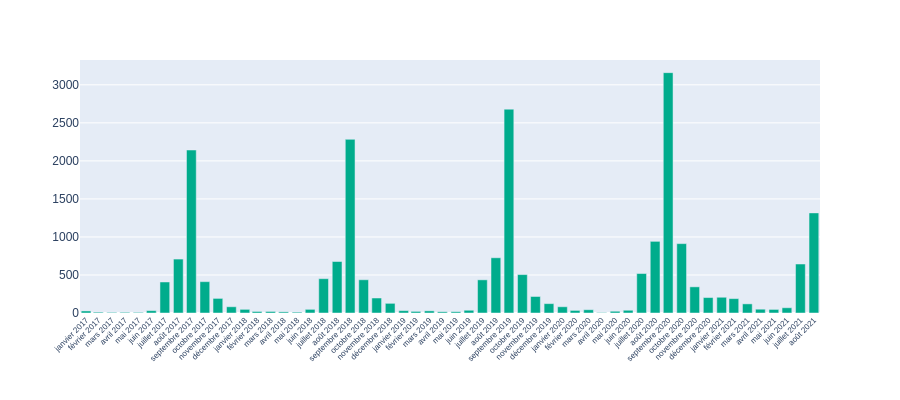 3000
2500
2000
1500
1000
500
0
janvier 2017
février 2017
mars 2017
avril 2017
mai 2017
juin 2017
juillet 2017
août 2017
septembre 2017
octobre 2017
novembre 2017
décembre 2017
janvier 2018
février 2018
mars 2018
avril 2018
mai 2018
juin 2018
juillet 2018
août 2018
septembre 2018
octobre 2018
novembre 2018
décembre 2018
janvier 2019
février 2019
mars 2019
avril 2019
mai 2019
juin 2019
juillet 2019
août 2019
septembre 2019
octobre 2019
novembre 2019
décembre 2019
janvier 2020
février 2020
mars 2020
avril 2020
mai 2020
juin 2020
juillet 2020
août 2020
septembre 2020
octobre 2020
novembre 2020
décembre 2020
janvier 2021
février 2021
mars 2021
avril 2021
mai 2021
juin 2021
juillet 2021
août 2021